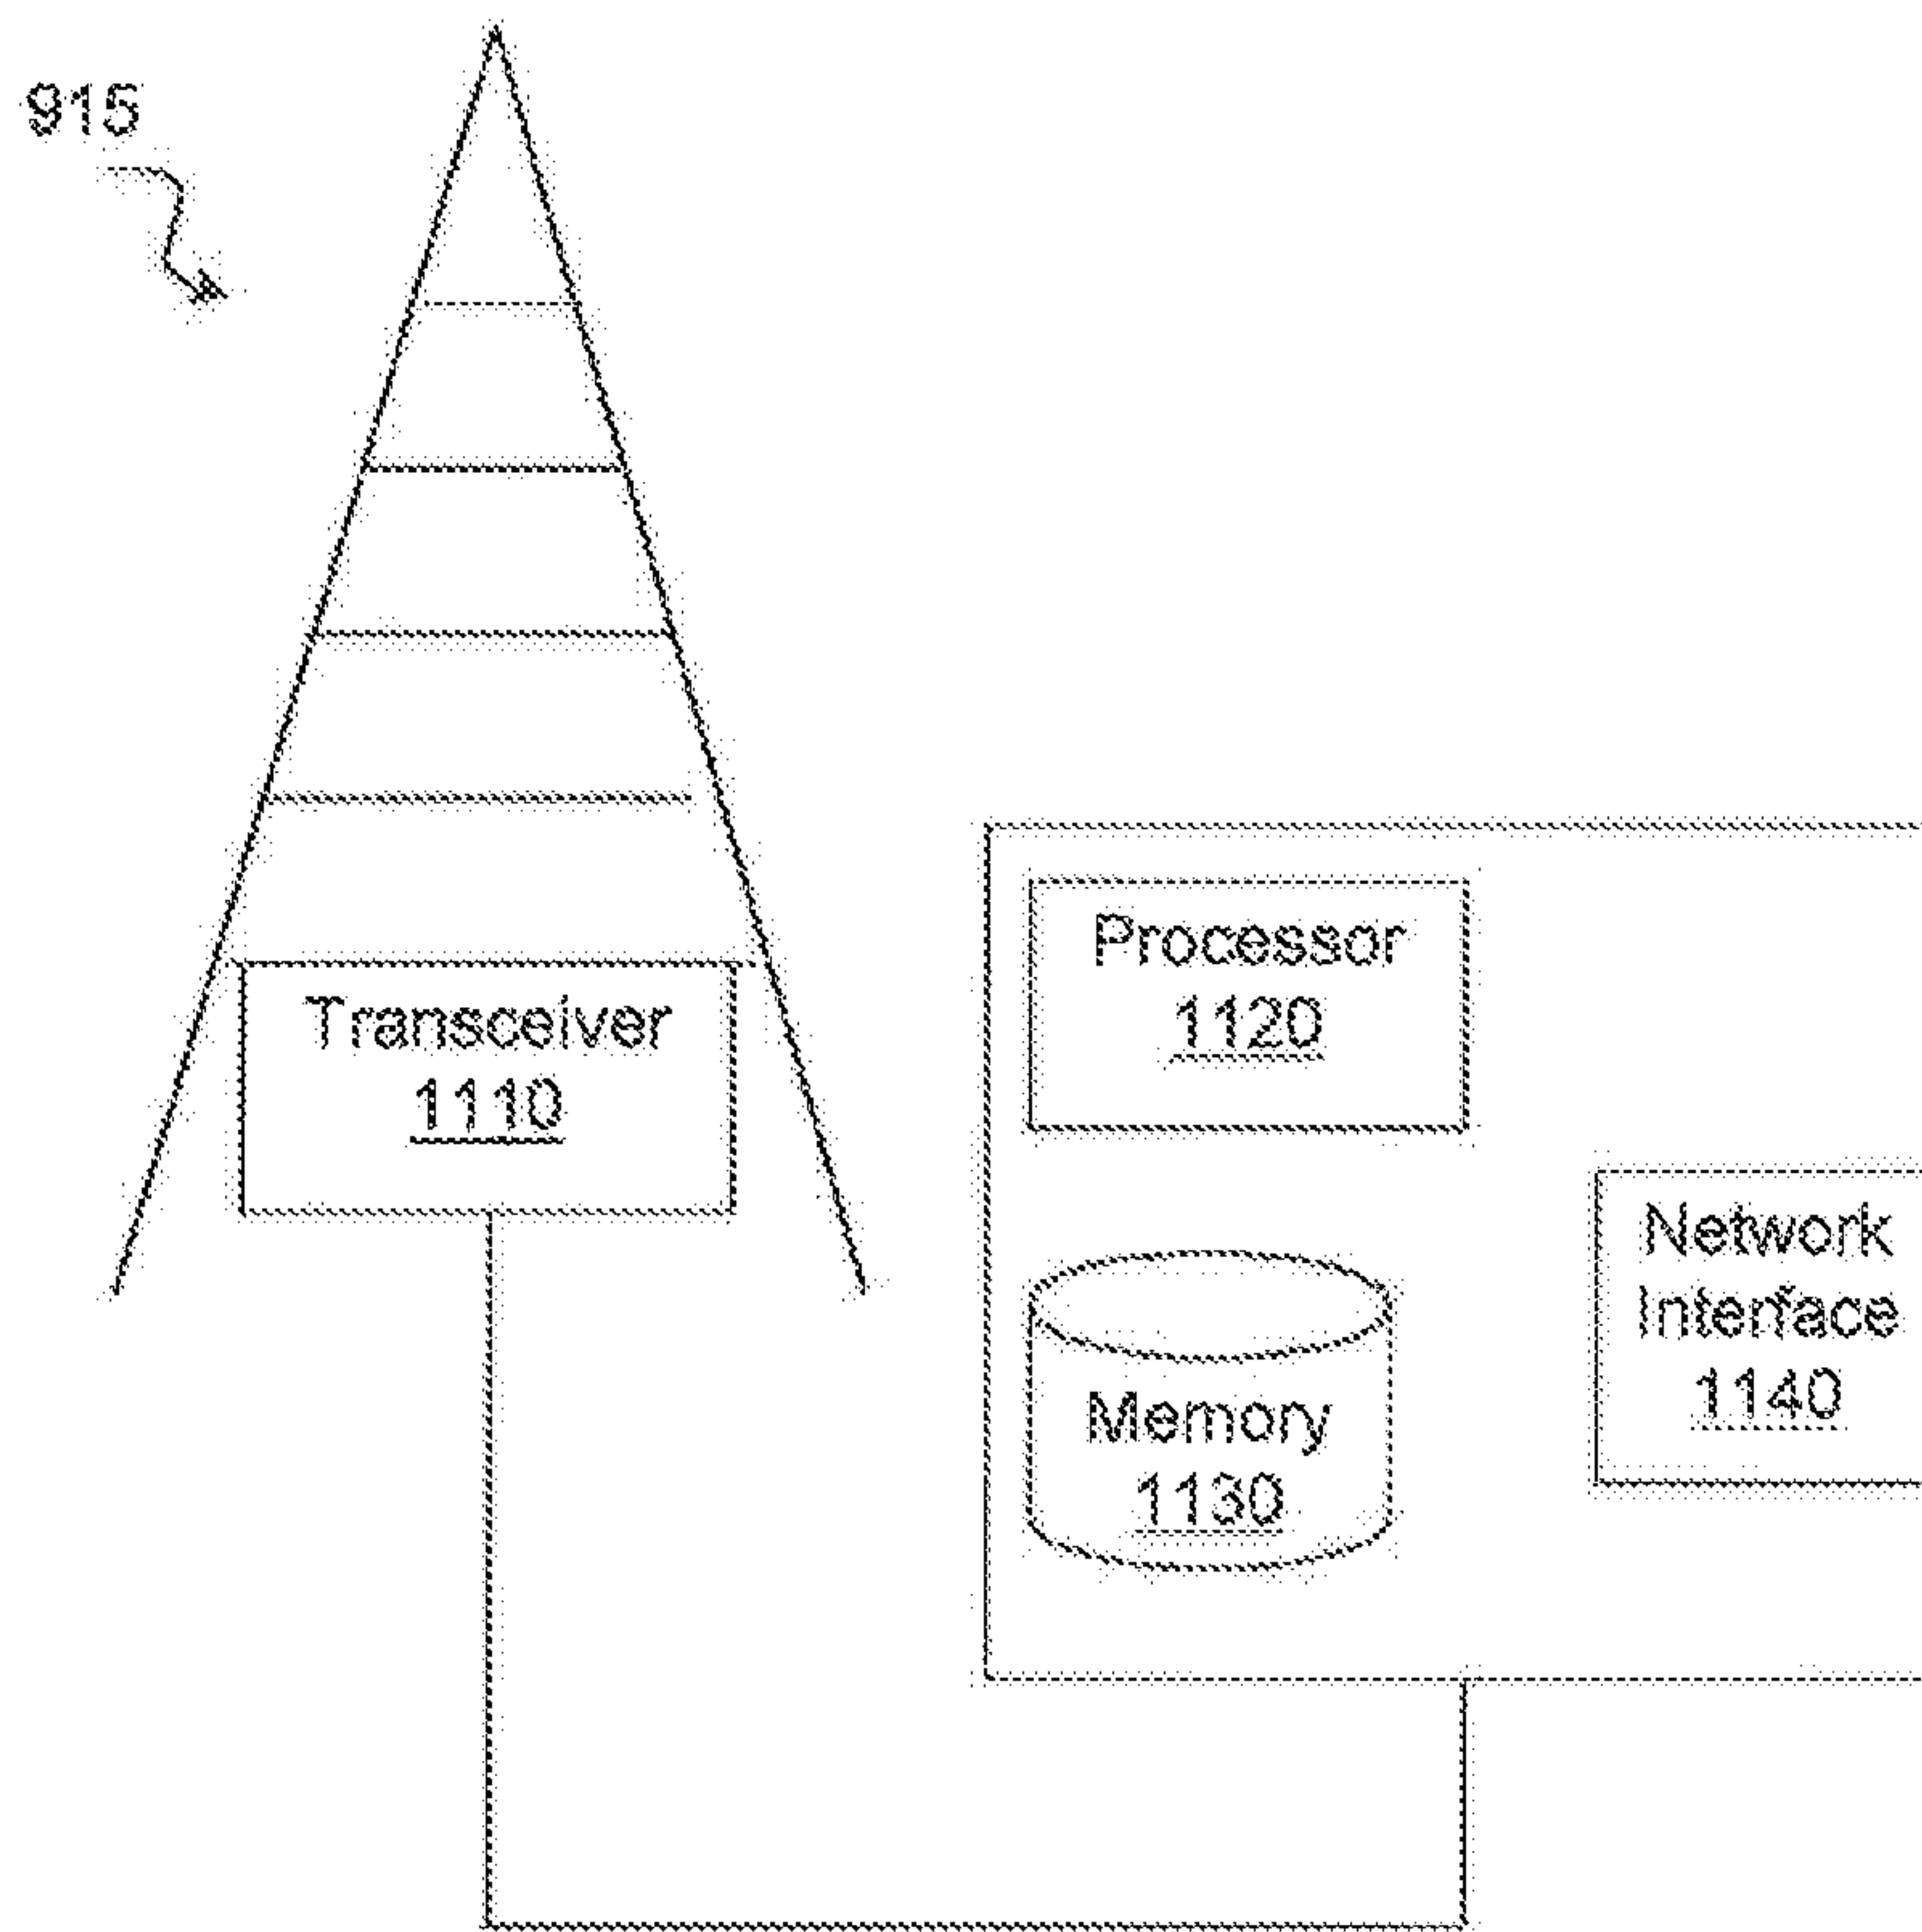 915
Processor
1120
Transceiver
1110
Network
Interface
1140
Memory
1130